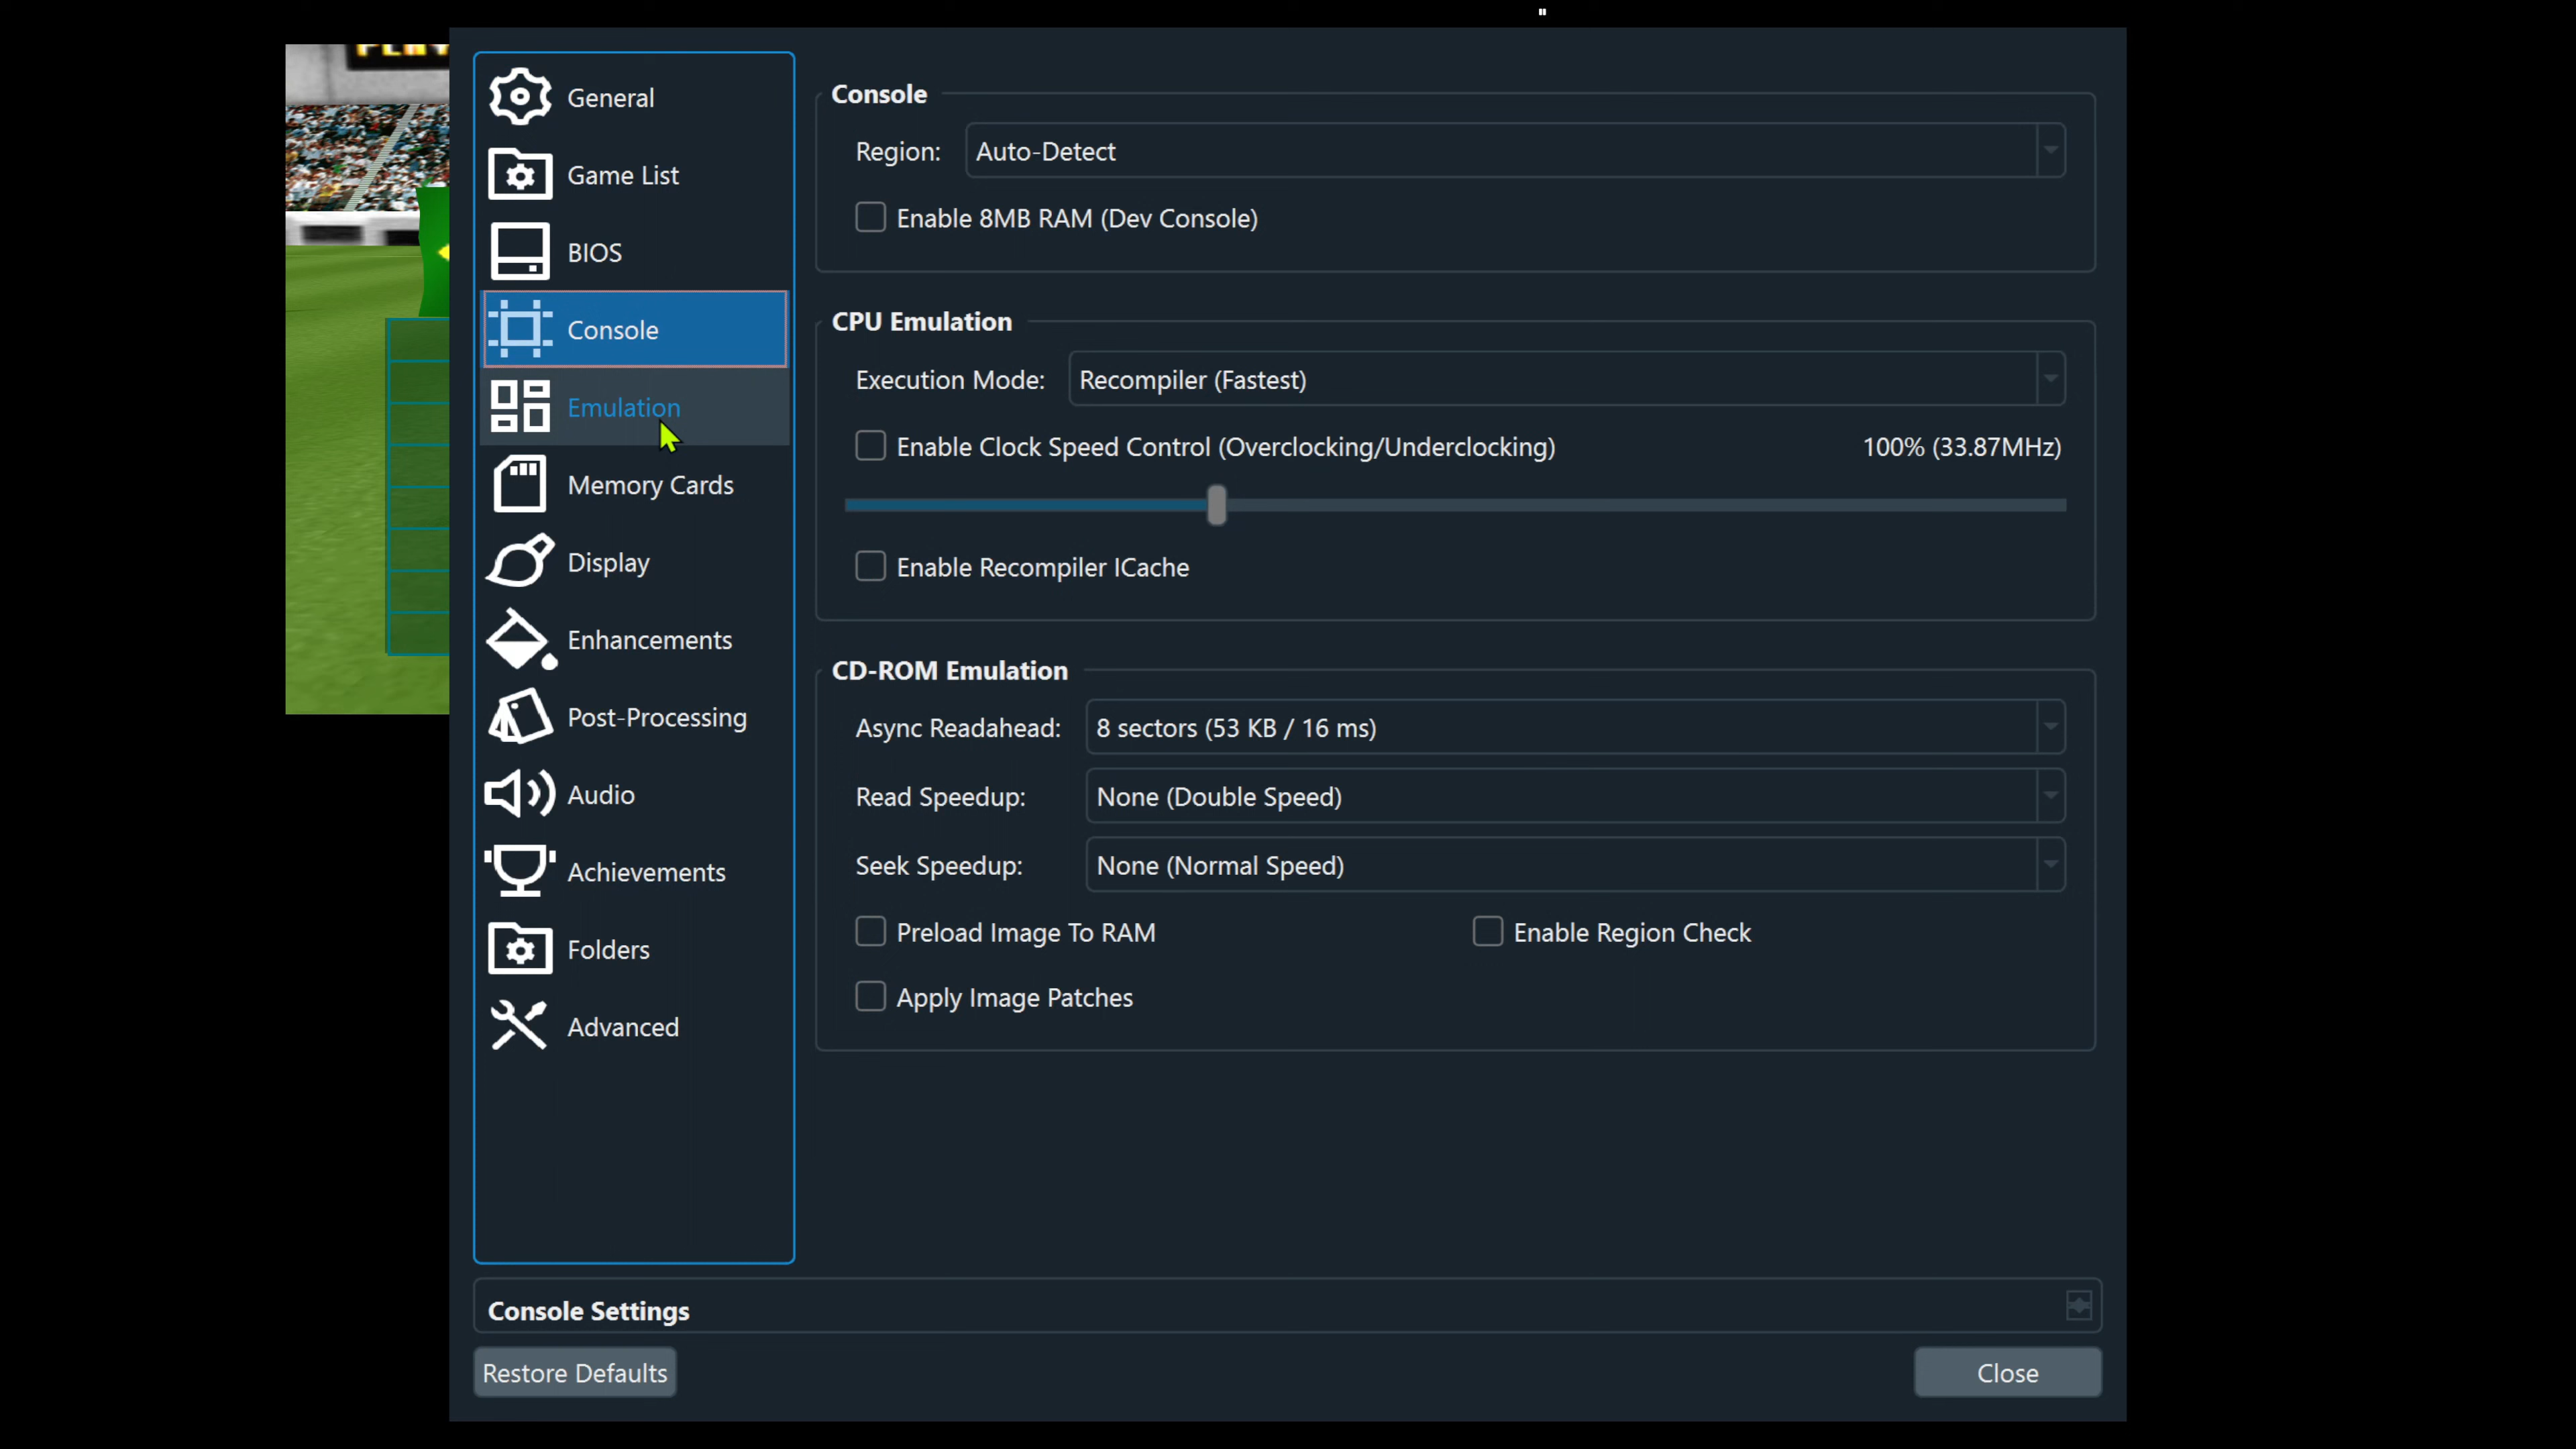 General
Game List
BIOS
Console
Emulation
Memory Cards
Display
Enhancements
Post-Processing
Audio
Achievements
Folders
Advanced
Console
Region: Auto-Detect
Enable 8MB RAM (Dev Console)
CPU Emulation
Execution Mode: Recompiler (Fastest)
Enable Clock Speed Control (Overclocking/Underclocking) 100% (33.87MHz)
Enable Recompiler ICache
CD-ROM Emulation
Async Readahead: 8 sectors (53 KB / 16 ms)
Read Speedup: None (Double Speed)
Seek Speedup: None (Normal Speed)
Preload Image To RAM Enable Region Check
Apply Image Patches
Console Settings
Restore Defaults Close